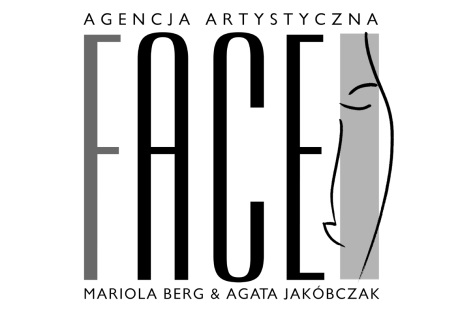 AGENCJA ARTYSTYCZNA
FACE
MARIOLA BERG & AGATA JAKÓBCZAK